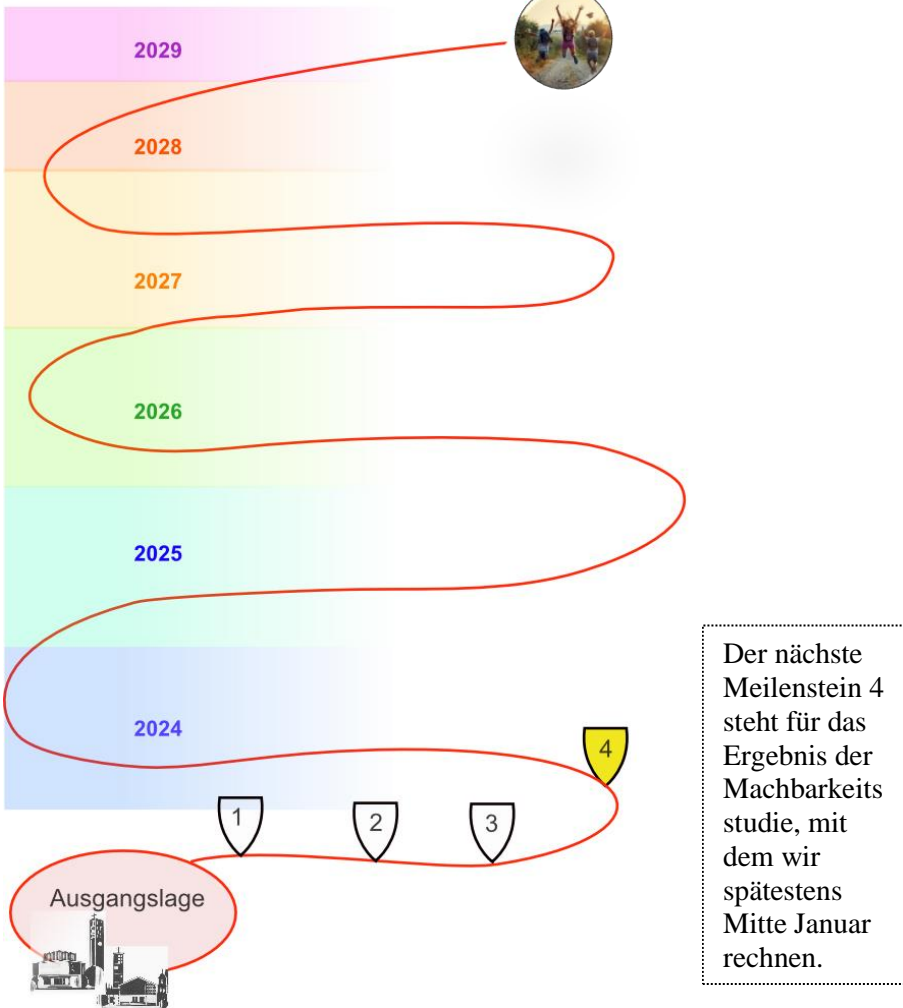 2029
2028
2027
2026
2025
2024
4
1
2
3
Ausgangslage
Der nächste
Meilenstein 4
steht für das
Ergebnis der
Machbarkeits
studie, mit
dem wir
spätestens
Mitte Januar
rechnen.